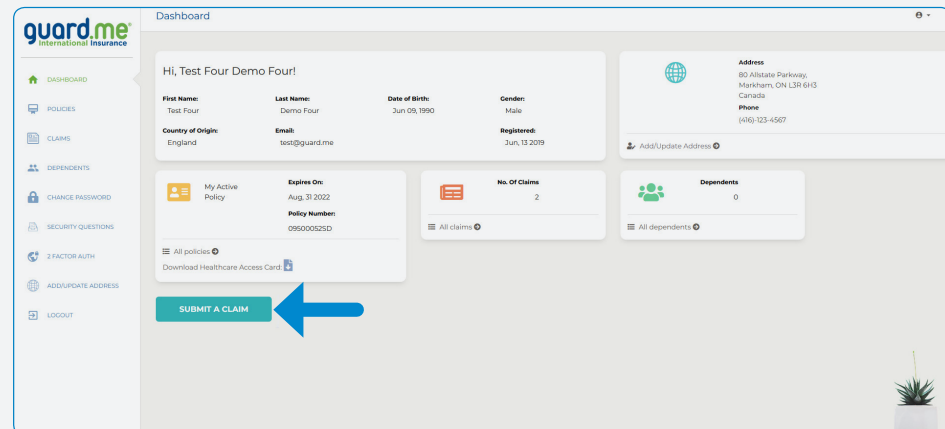 guard.me®
International Insurance
DASHBOARD
POLICIES
CLAIMS
DEPENDENTS
CHANGE PASSWORD
SECURITY QUESTIONS
2 FACTOR AUTH
ADD/UPDATE ADDRESS
LOGOUT
Dashboard
Hi, Test Four Demo Four!
First Name: Last Name: Date of Birth: Gender:
Test Four Demo Four Jun 09, 1990 Male
Country of Origin: Email: Registered:
England test@guard.me Jun, 13 2019
Address
80 Allstate Parkway,
Markham, ON L3R 6H3
Canada
Phone
(416)-123-4567
Add/Update Address
My Active
Policy
Expires On:
Aug, 31 2022
Policy Number:
09500052SD
All policies
Download Healthcare Access Card:
No. Of Claims
2
All claims
Dependents
0
All dependents
SUBMIT A CLAIM